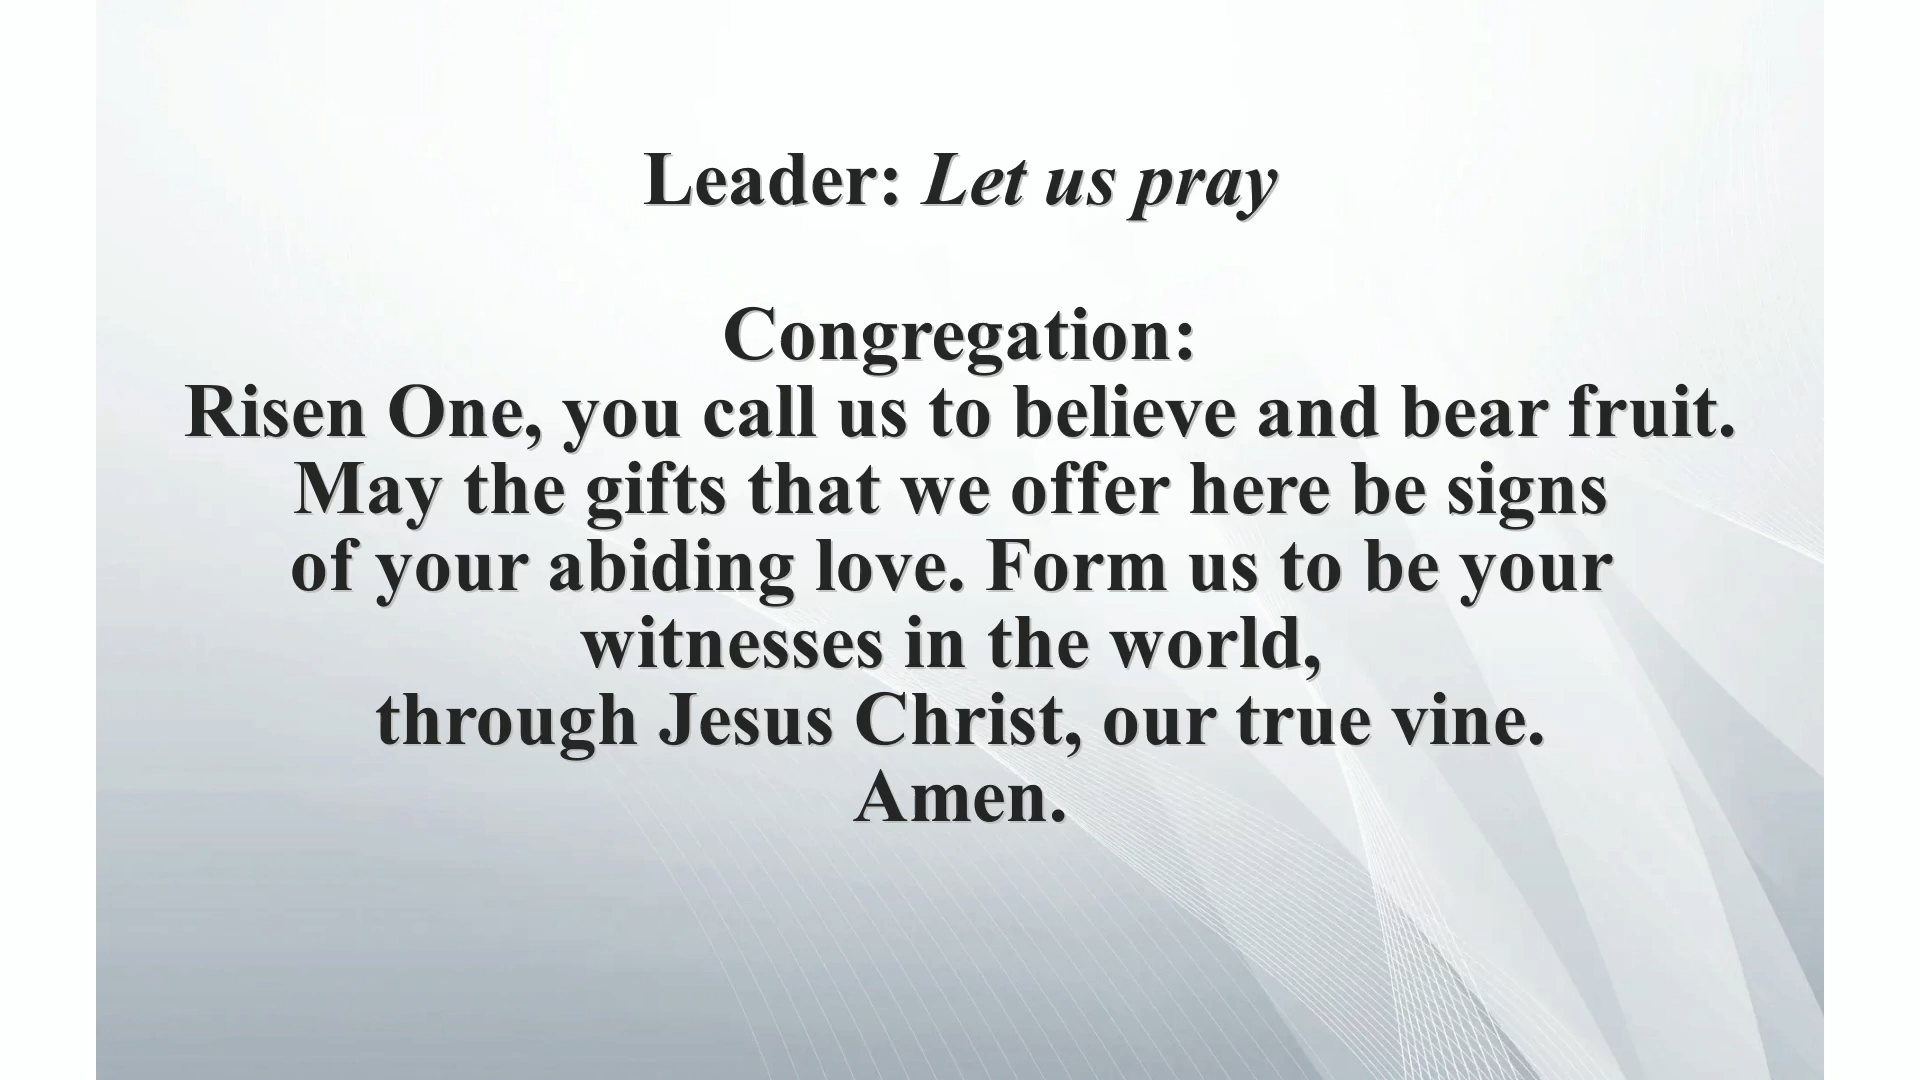 Leader: Let us pray
Congregation:
Risen One, you call us to believe and bear fruit.
May the gifts that we offer here be signs
of your abiding love. Form us to be your
witnesses in the world,
through Jesus Christ, our true vine.
Amen.